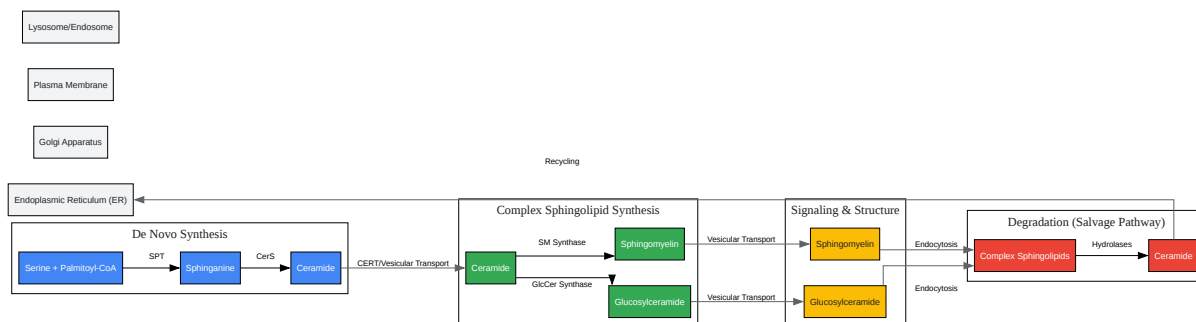 Lysosome/Endosome
Plasma Membrane
Golgi Apparatus
Recycling
Endoplasmic Reticulum (ER)
De Novo Synthesis
Serine + Palmitoyl-CoA
SPT
Sphinganine
CerS
Ceramide
CERT/Vesicular Transport
Complex Sphingolipid Synthesis
Ceramide
SM Synthase
Sphingomyelin
GlcCer Synthase
Glucosylceramide
Vesicular Transport
Vesicular Transport
Signaling & Structure
Sphingomyelin
Glucosylceramide
Endocytosis
Endocytosis
Degradation (Salvage Pathway)
Complex Sphingolipids
Hydrolases
Ceramide